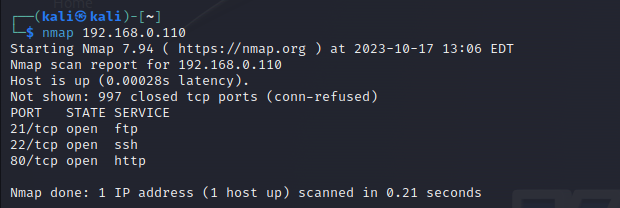 Home
┌──(kali㉿kali)-[~]
└─$ nmap 192.168.0.110
Starting Nmap 7.94 ( https://nmap.org ) at 2023-10-17 13:06 EDT
Nmap scan report for 192.168.0.110
Host is up (0.00028s latency).
Not shown: 997 closed tcp ports (conn-refused)
PORT   STATE SERVICE
21/tcp open  ftp
22/tcp open  ssh
80/tcp open  http
Nmap done: 1 IP address (1 host up) scanned in 0.21 seconds